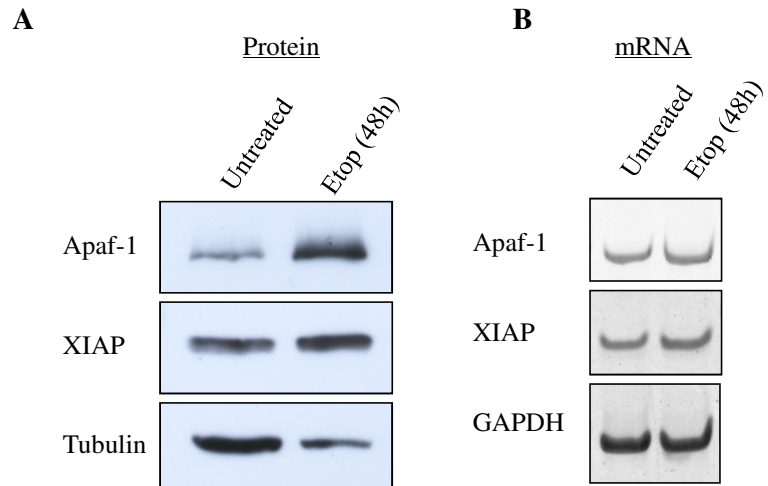 A
Protein
Untreated
Etop (48h)
Apaf-1
XIAP
Tubulin
B
mRNA
Untreated
Etop (48h)
Apaf-1
XIAP
GAPDH